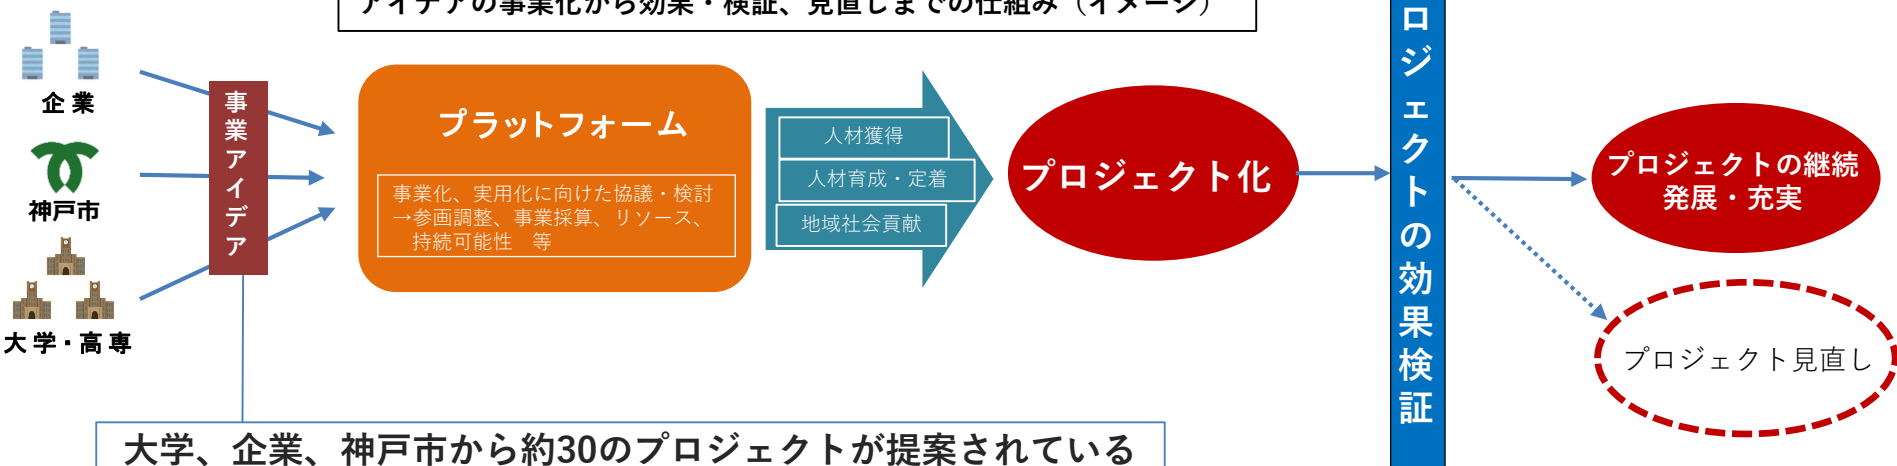 アイデアの事業化から効果・検証、見直しまでの仕組み（イメージ）
企業
神戸市
大学・高専
事業アイデア
プラットフォーム
事業化、実用化に向けた協議・検討
→参画調整、事業採算、リソース、
持続可能性　等
人材獲得
人材育成・定着
地域社会貢献
プロジェクト化
ロジェクトの効果検証
プロジェクトの継続
発展・充実
プロジェクト見直し
大学、企業、神戸市から約30のプロジェクトが提案されている